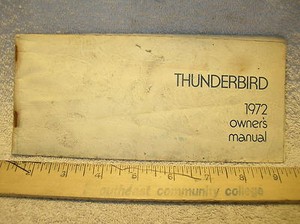 THUNDERBIRD
1972
owner's
manual
southeast community college